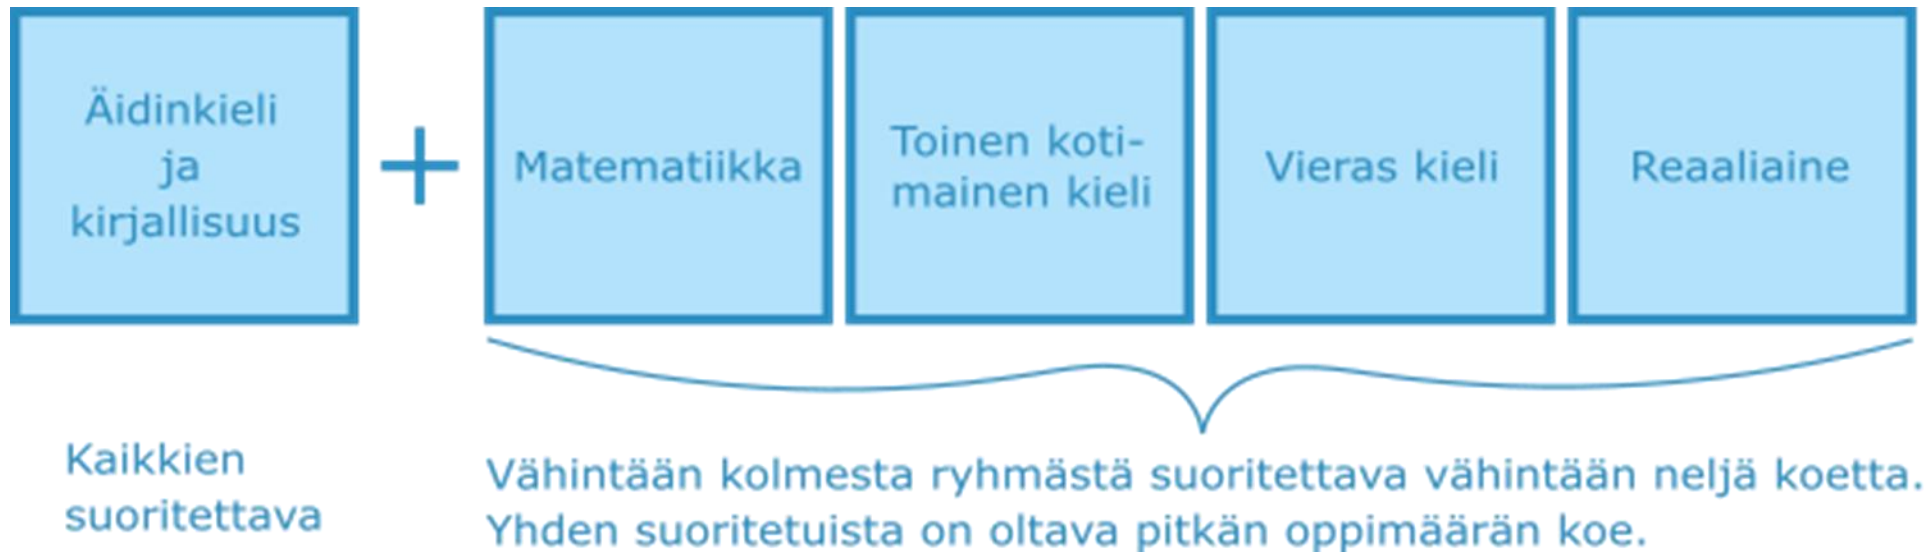 Äidinkieli
ja
kirjallisuus
+
Matematiikka
Toinen koti-
mainen kieli
Vieras kieli
Reaaliaine
Kaikkien
suoritettava
Vähintään kolmesta ryhmästä suoritettava vähintään neljä koetta.
Yhden suoritetuista on oltava pitkän oppimäärän koe.